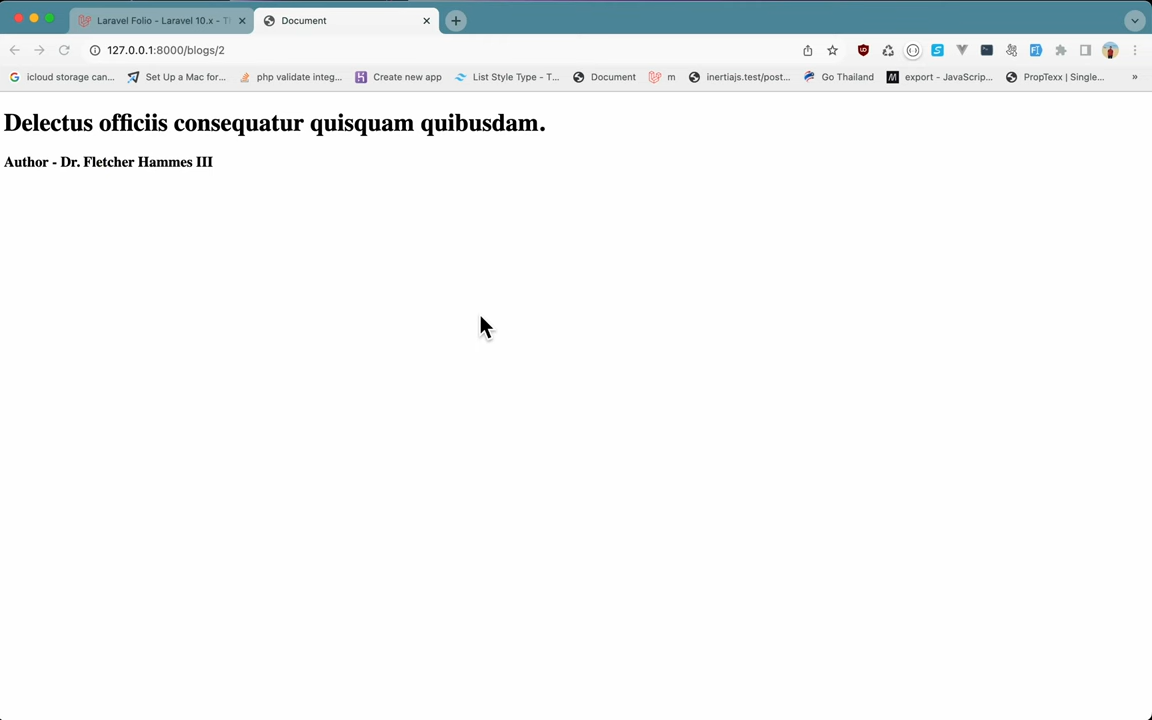 Laravel Folio - Laravel 10.x - T
Document
127.0.0.1:8000/blogs/2
icloud storage can...
Set Up a Mac for...
php validate integ...
Create new app
List Style Type - T...
Document
m
inertiajs.test/post...
Go Thailand
export - JavaScrip...
PropTexx | Single...
»
Delectus officiis consequatur quisquam quibusdam.
Author - Dr. Fletcher Hammes III